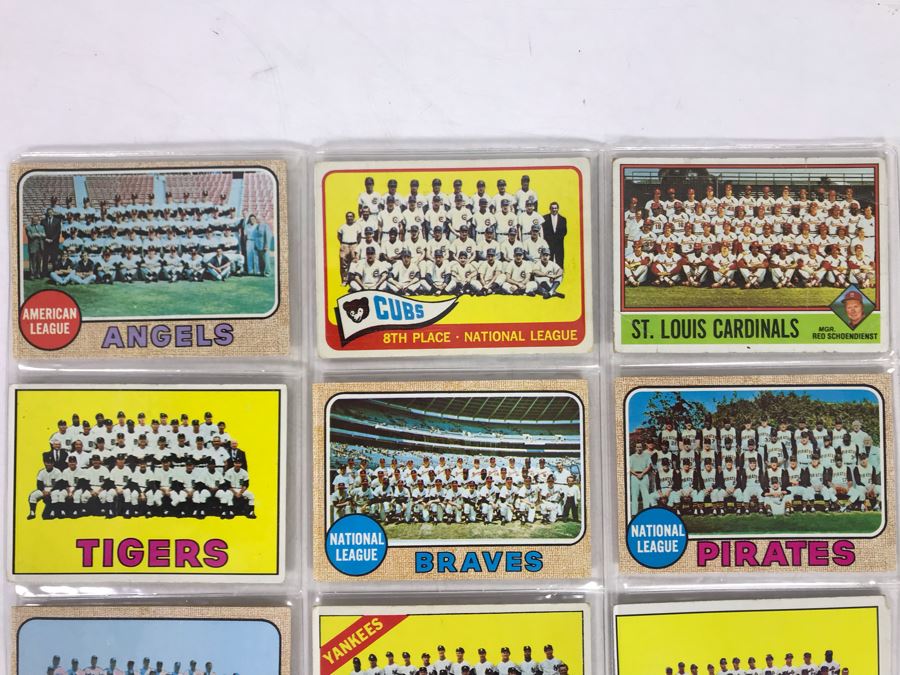 AMERICAN
LEAGUE
ANGELS
CUBS
8TH PLACE · NATIONAL LEAGUE
ST. LOUIS CARDINALS
MGR.
RED SCHOENDIENST
TIGERS
NATIONAL
LEAGUE
BRAVES
NATIONAL
LEAGUE
PIRATES
YANKEES